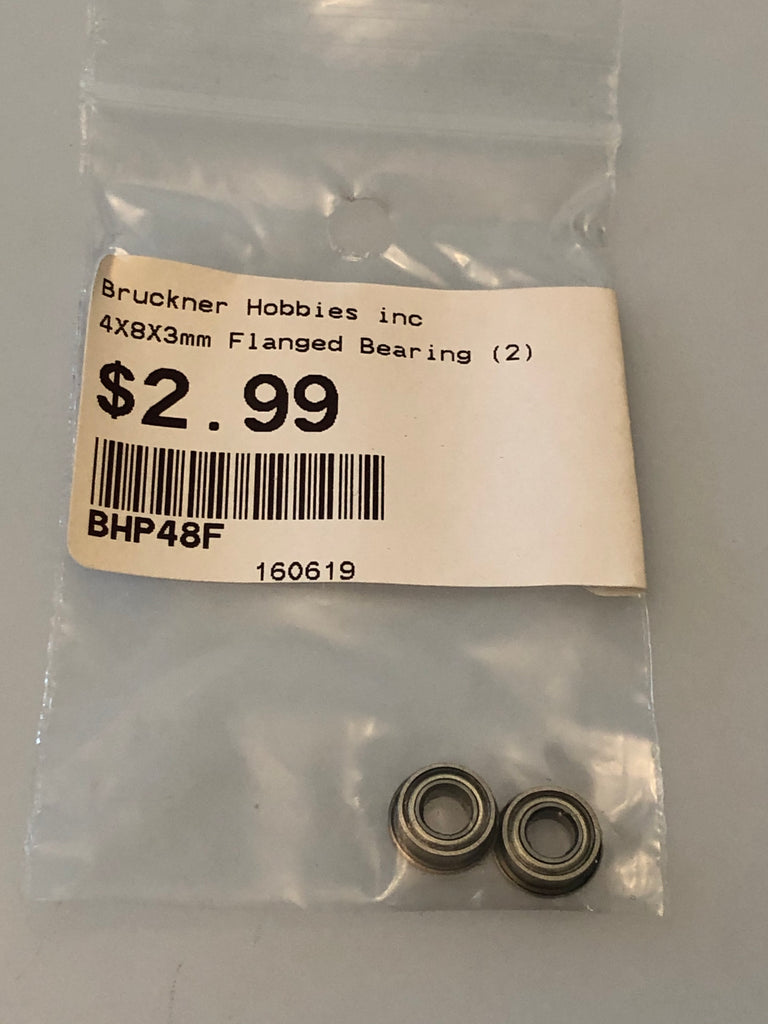 Bruckner Hobbies inc
4X8X3mm Flanged Bearing (2)
$2.99
BHP48F
160619